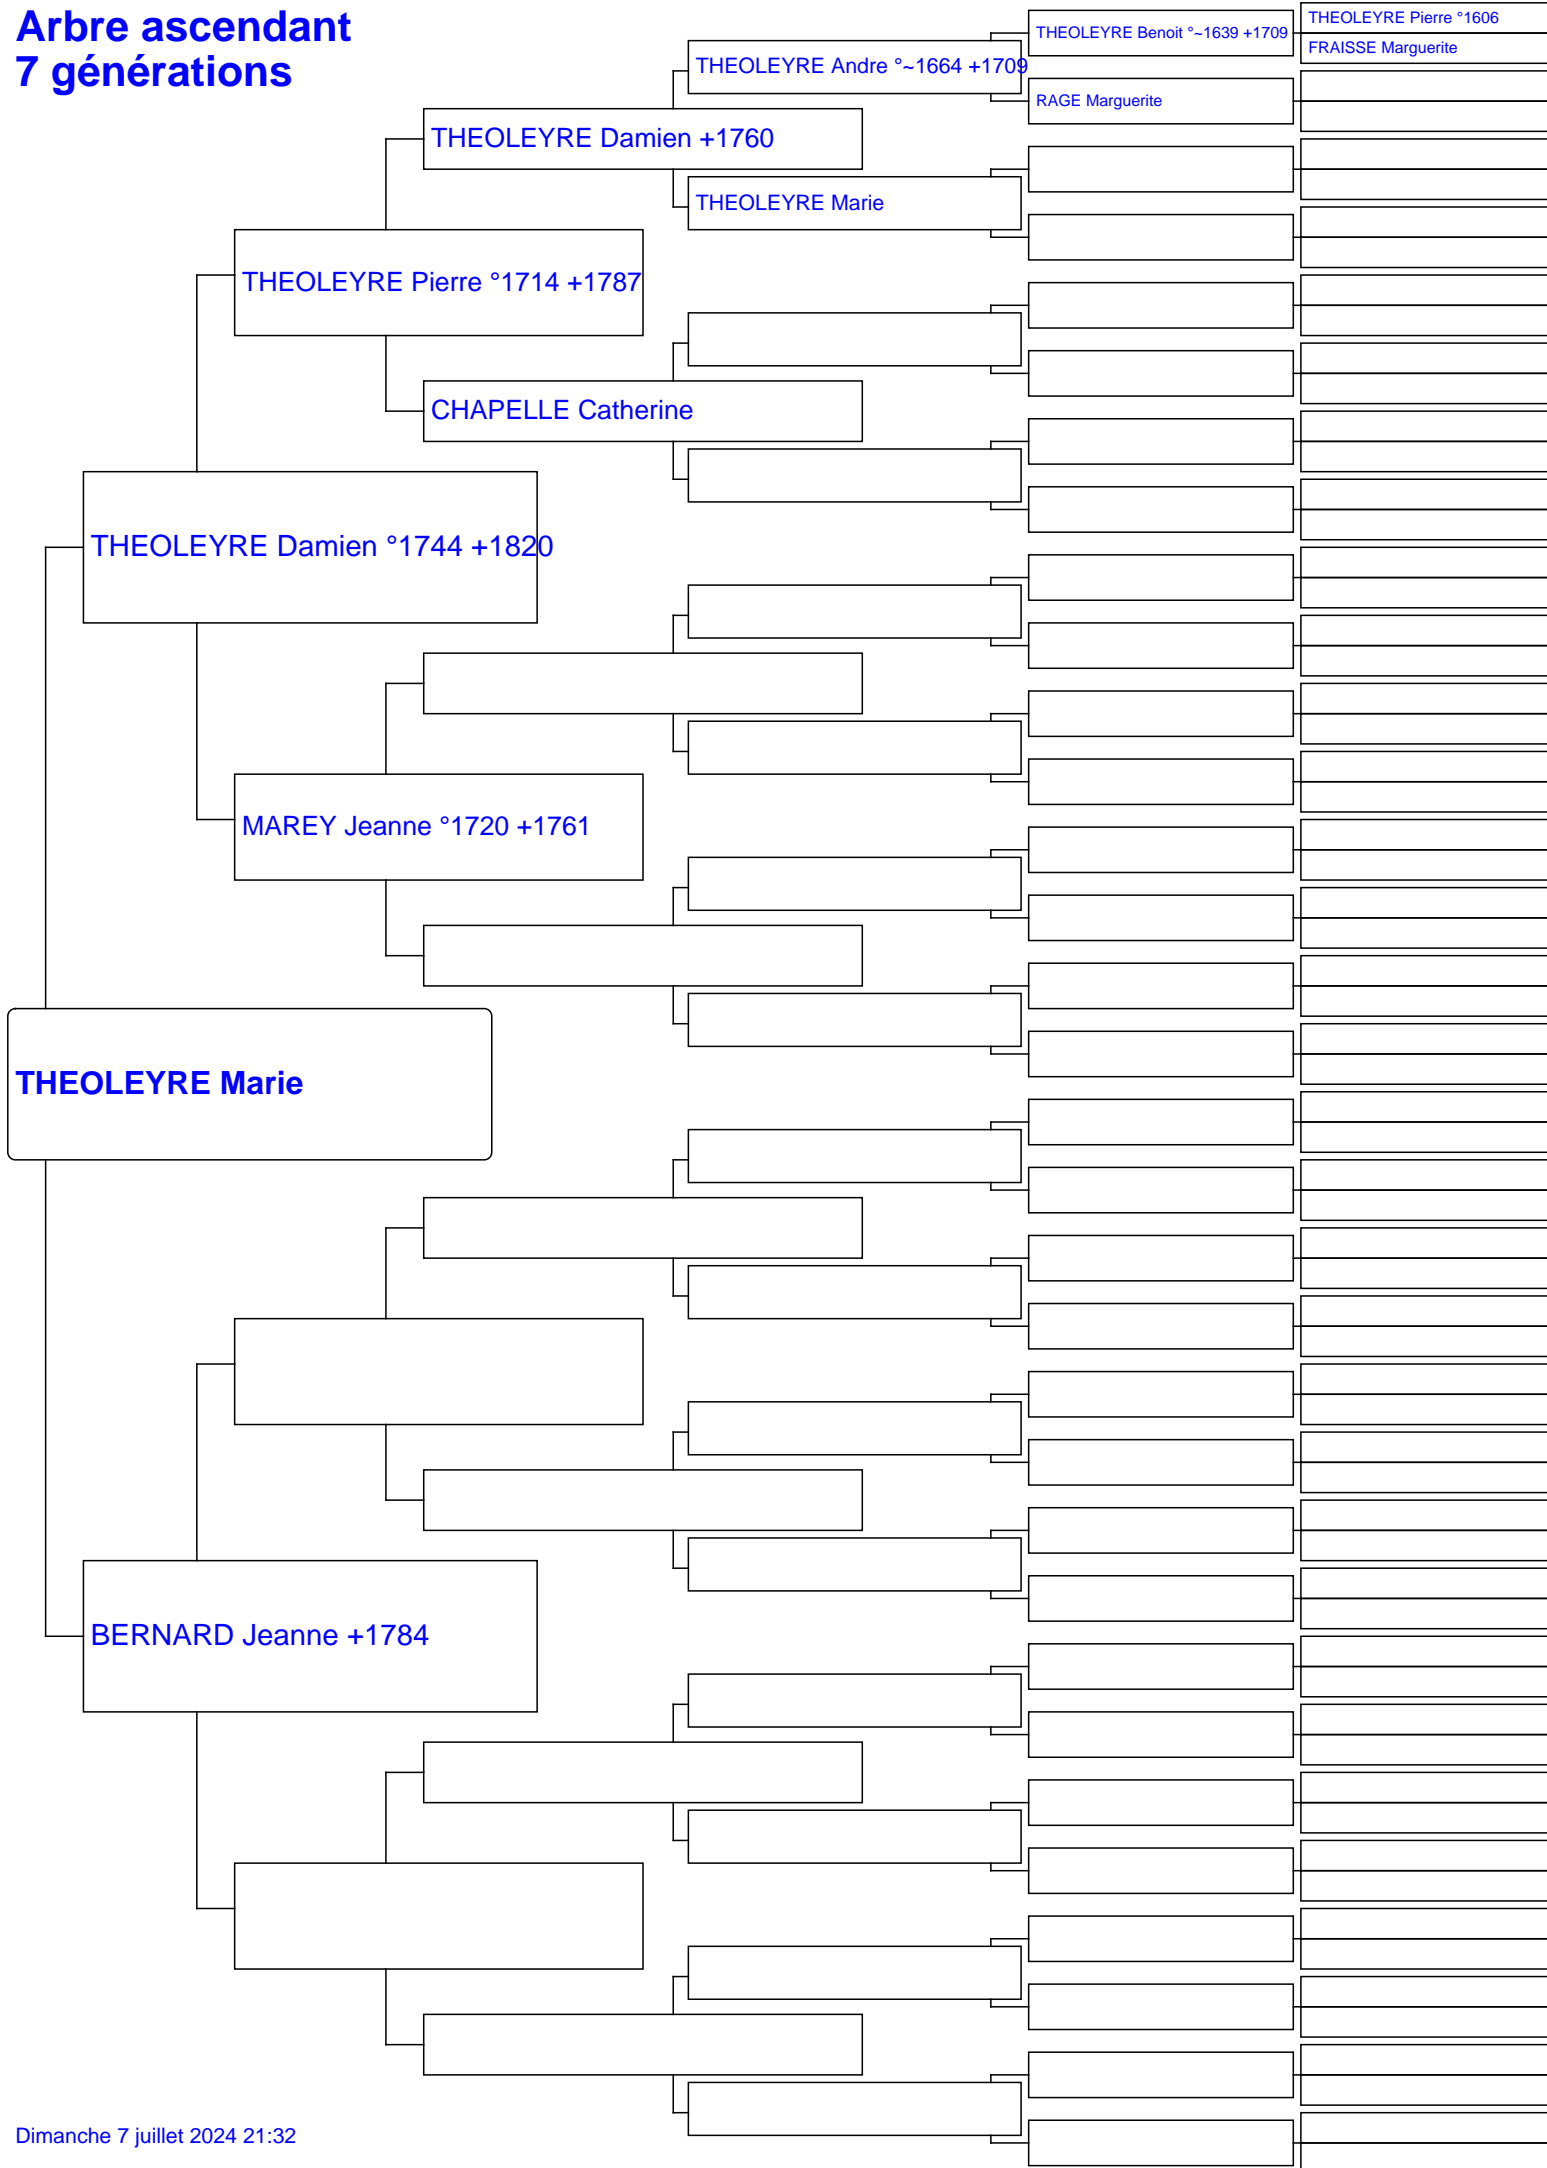 Arbre ascendant
7 générations
THEOLEYRE Pierre °1606
THEOLEYRE Benoit °~1639 +1709
FRAISSE Marguerite
THEOLEYRE Andre °~1664 +1709
RAGE Marguerite
THEOLEYRE Damien +1760
THEOLEYRE Marie
THEOLEYRE Pierre °1714 +1787
CHAPELLE Catherine
THEOLEYRE Damien °1744 +1820
MAREY Jeanne °1720 +1761
THEOLEYRE Marie
BERNARD Jeanne +1784
Dimanche 7 juillet 2024 21:32